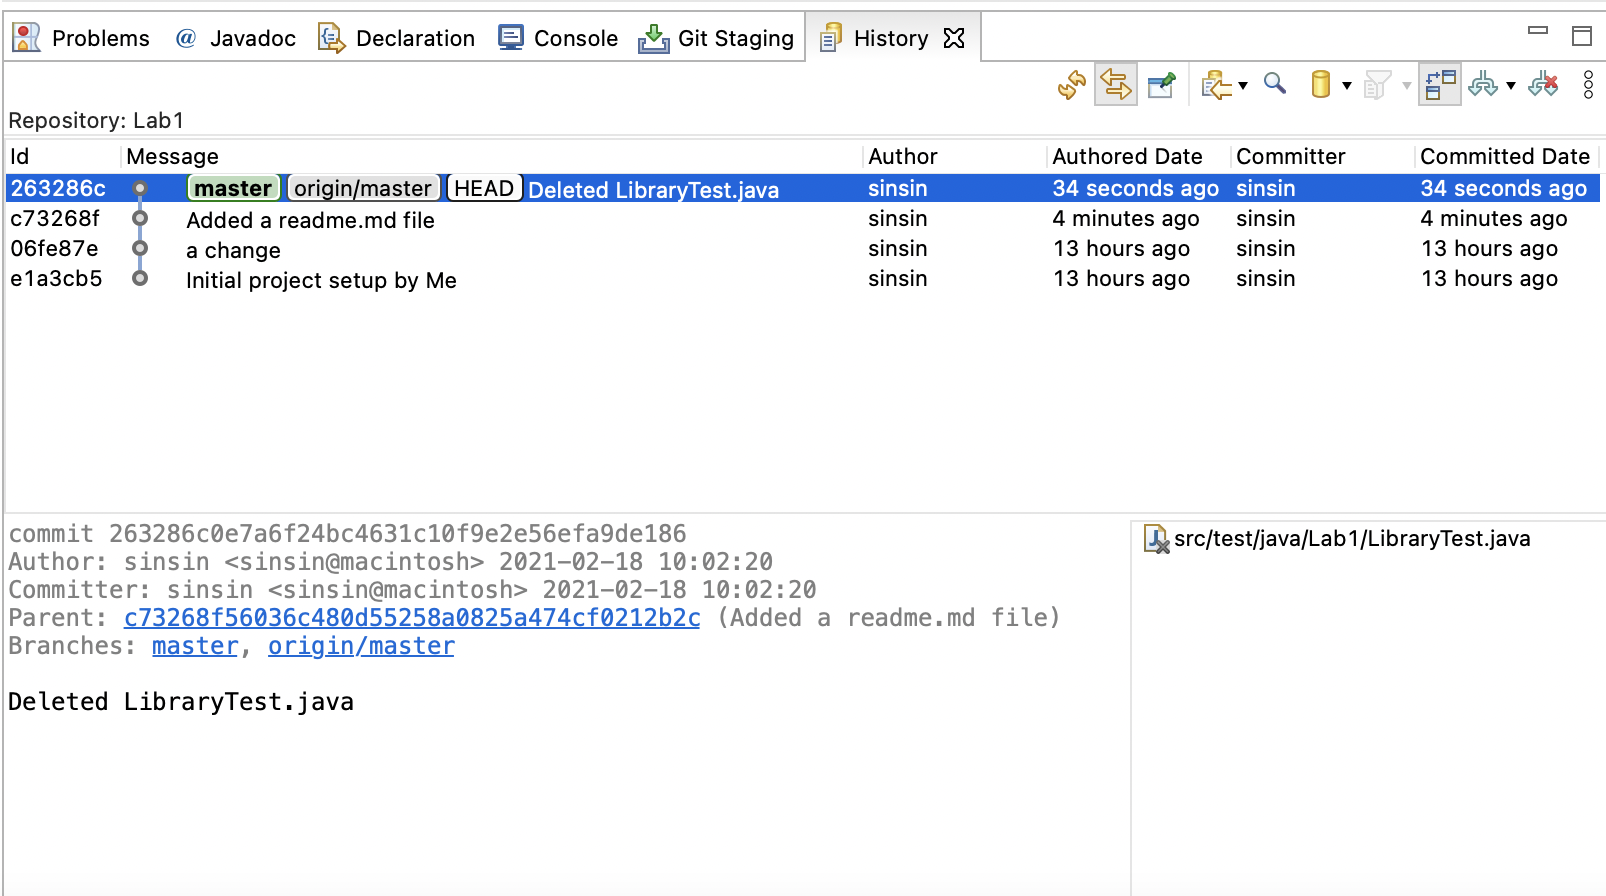 Problems @ Javadoc Declaration Console Git Staging History
Repository: Lab1
Id Message Author Authored Date Committer Committed Date
263286c master origin/master HEAD Deleted LibraryTest.java sinsin 34 seconds ago sinsin 34 seconds ago
c73268f Added a readme.md file sinsin 4 minutes ago sinsin 4 minutes ago
06fe87e a change sinsin 13 hours ago sinsin 13 hours ago
e1a3cb5 Initial project setup by Me sinsin 13 hours ago sinsin 13 hours ago
commit 263286c0e7a6f24bc4631c10f9e2e56efa9de186
Author: sinsin <sinsin@macintosh> 2021-02-18 10:02:20
Committer: sinsin <sinsin@macintosh> 2021-02-18 10:02:20
Parent: c73268f56036c480d55258a0825a474cf0212b2c (Added a readme.md file)
Branches: master, origin/master
Deleted LibraryTest.java
src/test/java/Lab1/LibraryTest.java